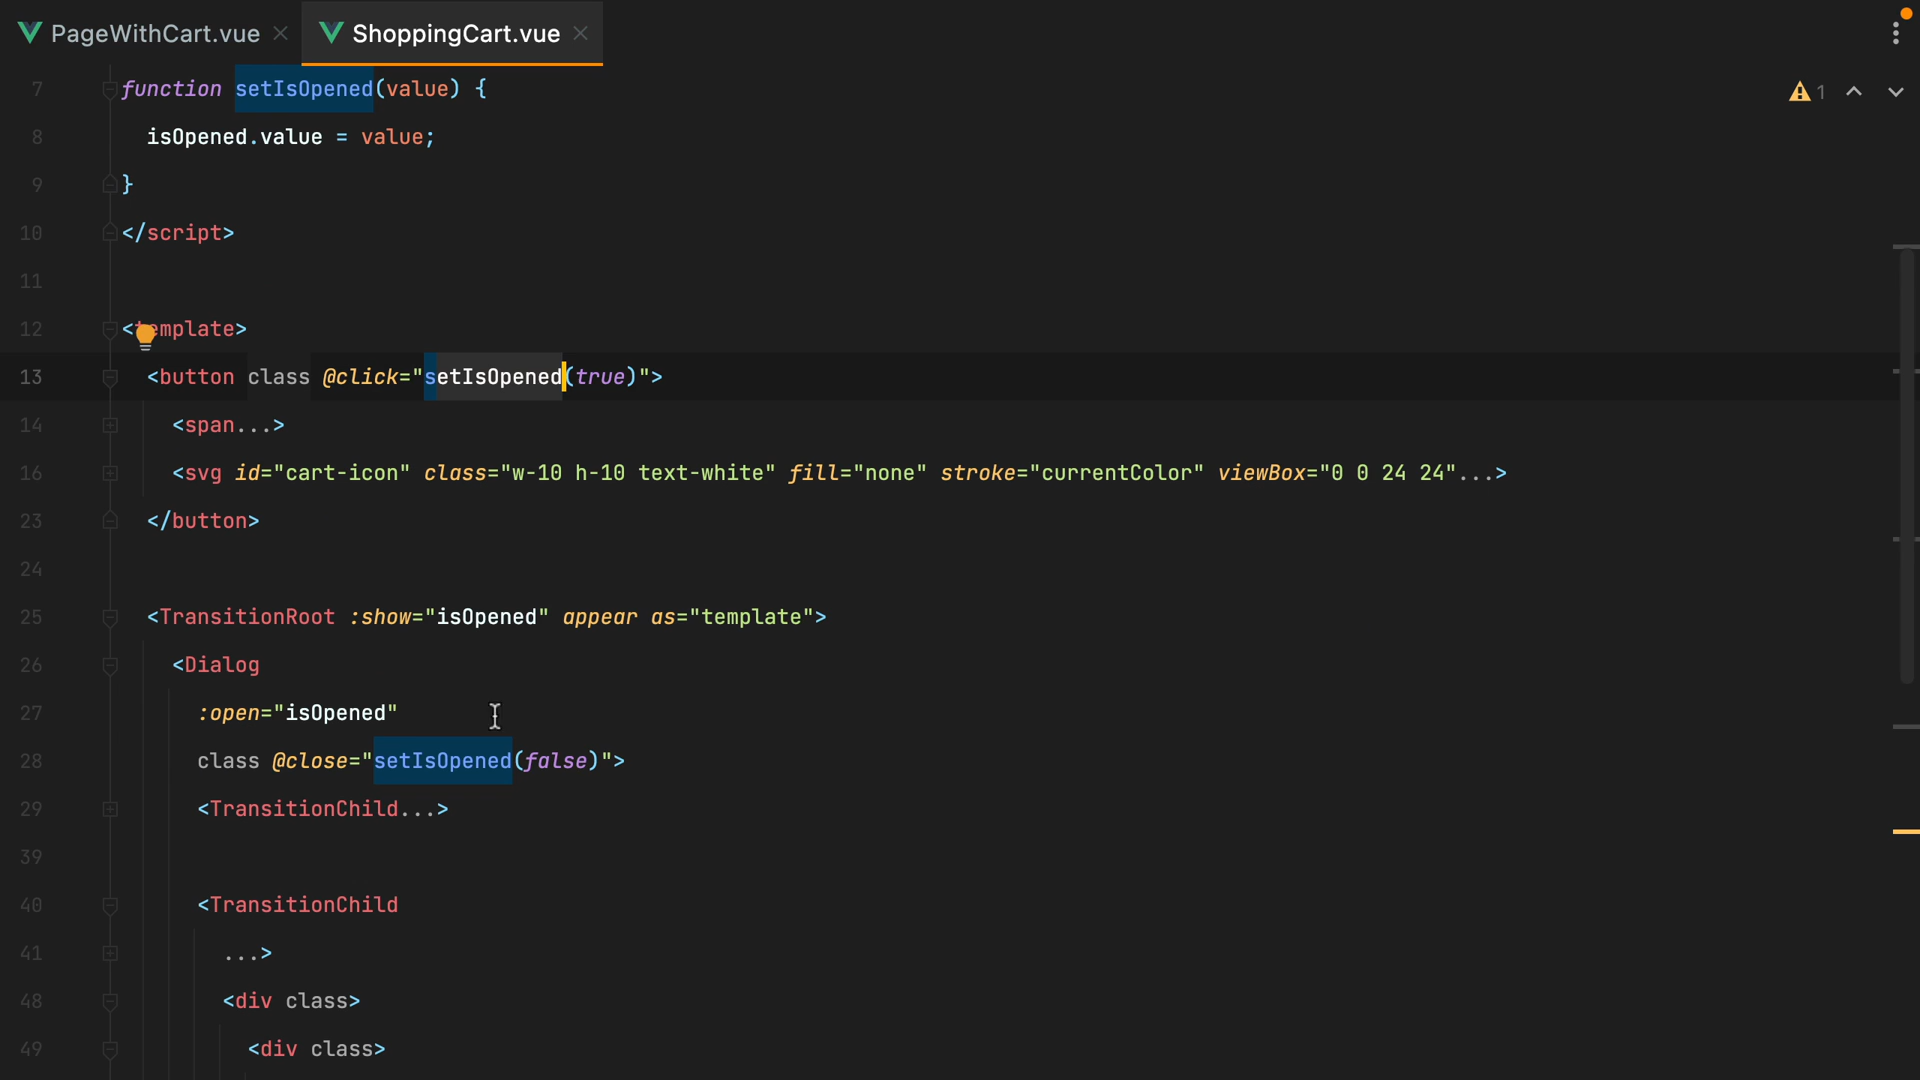 PageWithCart.vue
ShoppingCart.vue
7 function setIsOpened(value) {
1
8 isOpened.value = value;
9 }
10 </script>
11
12 <template>
13 <button class @click="setIsOpened(true)">
14 <span...>
16 <svg id="cart-icon" class="w-10 h-10 text-white" fill="none" stroke="currentColor" viewBox="0 0 24 24"...>
23 </button>
24
25 <TransitionRoot :show="isOpened" appear as="template">
26 <Dialog
27 :open="isOpened"
28 class @close="setIsOpened(false)">
29 <TransitionChild...>
39
40 <TransitionChild
41 ...>
48 <div class>
49 <div class>